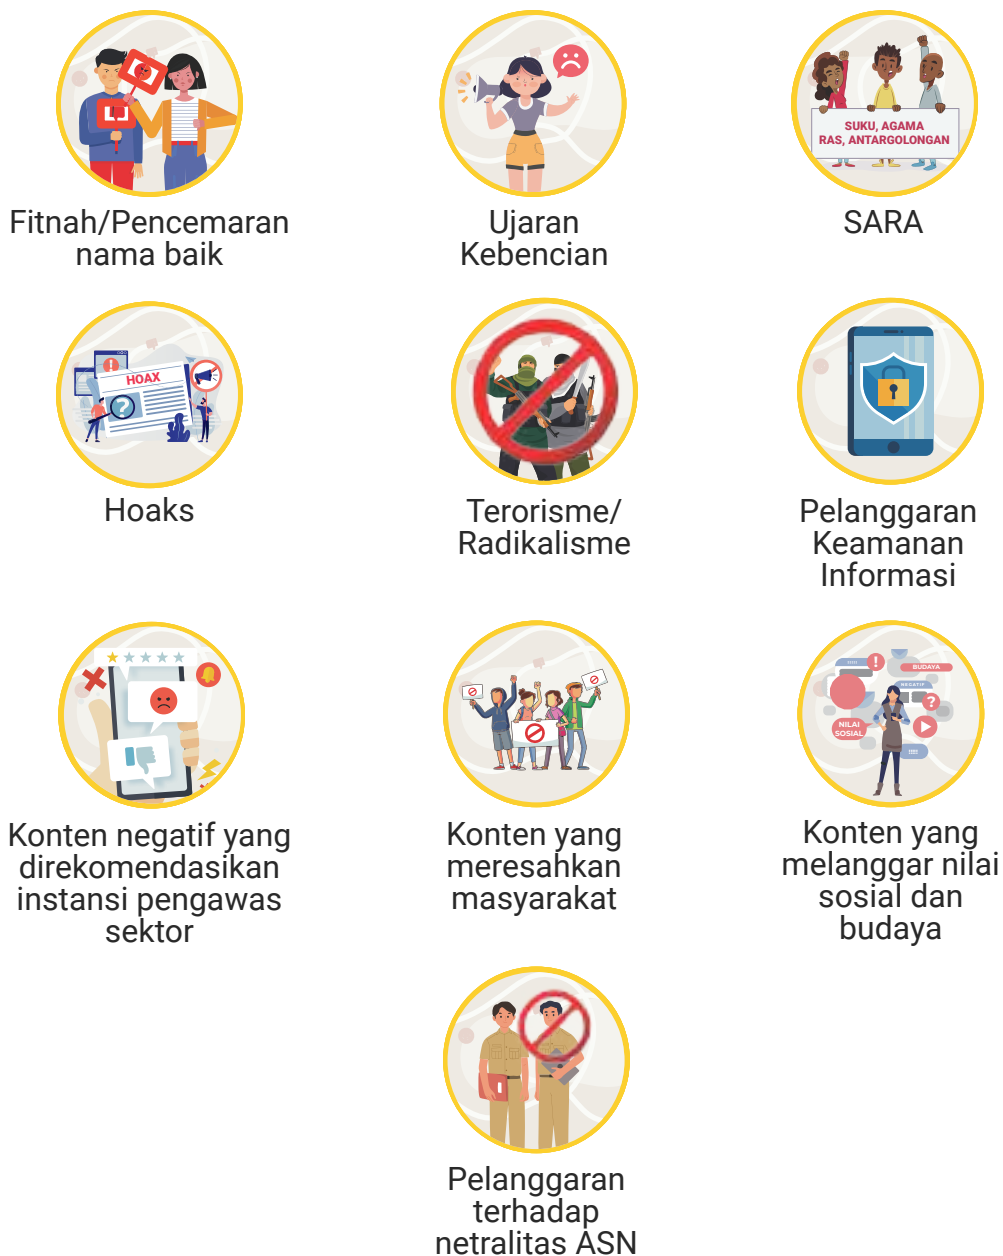 SUKU, AGAMA
RAS, ANTARGOLONGAN
Fitnah/Pencemaran
nama baik
Ujaran
Kebencian
SARA
HOAX
Hoaks
Terorisme/
Radikalisme
Pelanggaran
Keamanan
Informasi
Konten negatif yang
direkomendasikan
instansi pengawas
sektor
Konten yang
meresahkan
masyarakat
BUDAYA
NEGATIF
NILAI
SOSIAL
Konten yang
melanggar nilai
sosial dan
budaya
Pelanggaran
terhadap
netralitas ASN